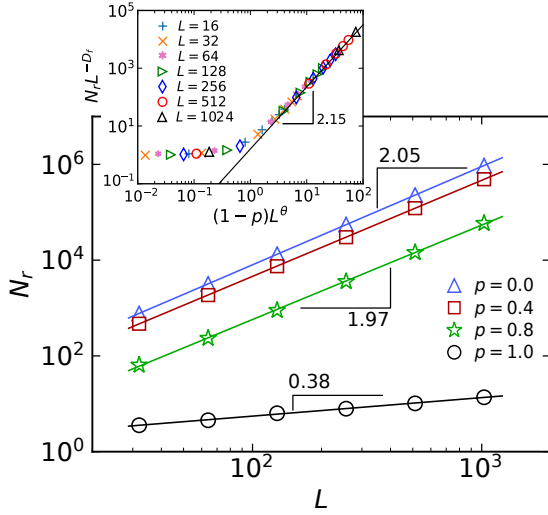 N_r L^{-D_f}
10^5
10^3
10^1
10^{-1}
L = 16
L = 32
L = 64
L = 128
L = 256
L = 512
L = 1024
2.15
10^{-2} 10^{-1} 10^0 10^1 10^2
(1−p)L^θ
N_r
10^6
10^4
10^2
10^0
2.05
1.97
0.38
p = 0.0
p = 0.4
p = 0.8
p = 1.0
10^2 10^3
L